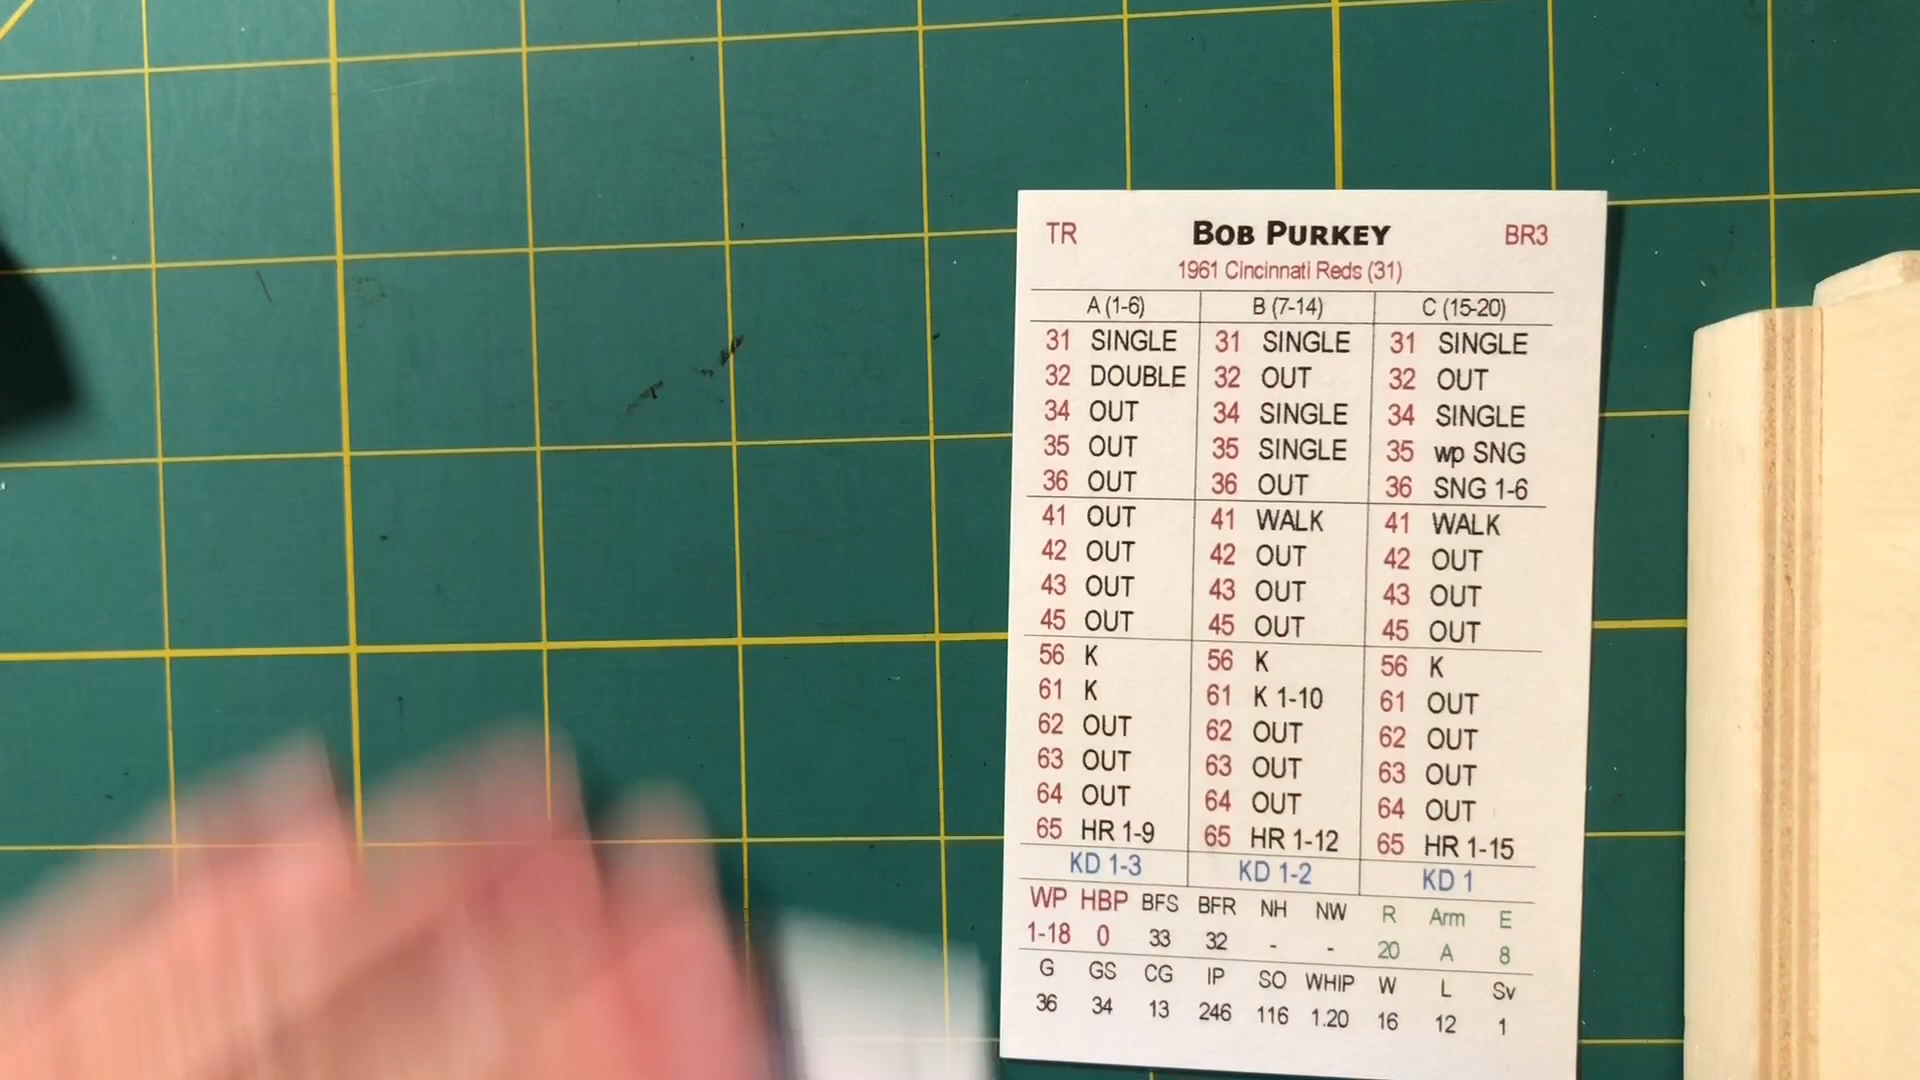 TR BOB PURKEY BR3
1961 Cincinnati Reds (31)
A (1-6) B (7-14) C (15-20)
31 SINGLE 31 SINGLE 31 SINGLE
32 DOUBLE 32 OUT 32 OUT
34 OUT 34 SINGLE 34 SINGLE
35 OUT 35 SINGLE 35 wp SNG
36 OUT 36 OUT 36 SNG 1-6
41 OUT 41 WALK 41 WALK
42 OUT 42 OUT 42 OUT
43 OUT 43 OUT 43 OUT
45 OUT 45 OUT 45 OUT
56 K 56 K 56 K
61 K 61 K 1-10 61 OUT
62 OUT 62 OUT 62 OUT
63 OUT 63 OUT 63 OUT
64 OUT 64 OUT 64 OUT
65 HR 1-9 65 HR 1-12 65 HR 1-15
KD 1-3 KD 1-2 KD 1
WP HBP BFS BFR NH NW R Arm E
1-18 0 33 32 - - 20 A 8
G GS CG IP SO WHIP W L Sv
36 34 13 246 116 1.20 16 12 1